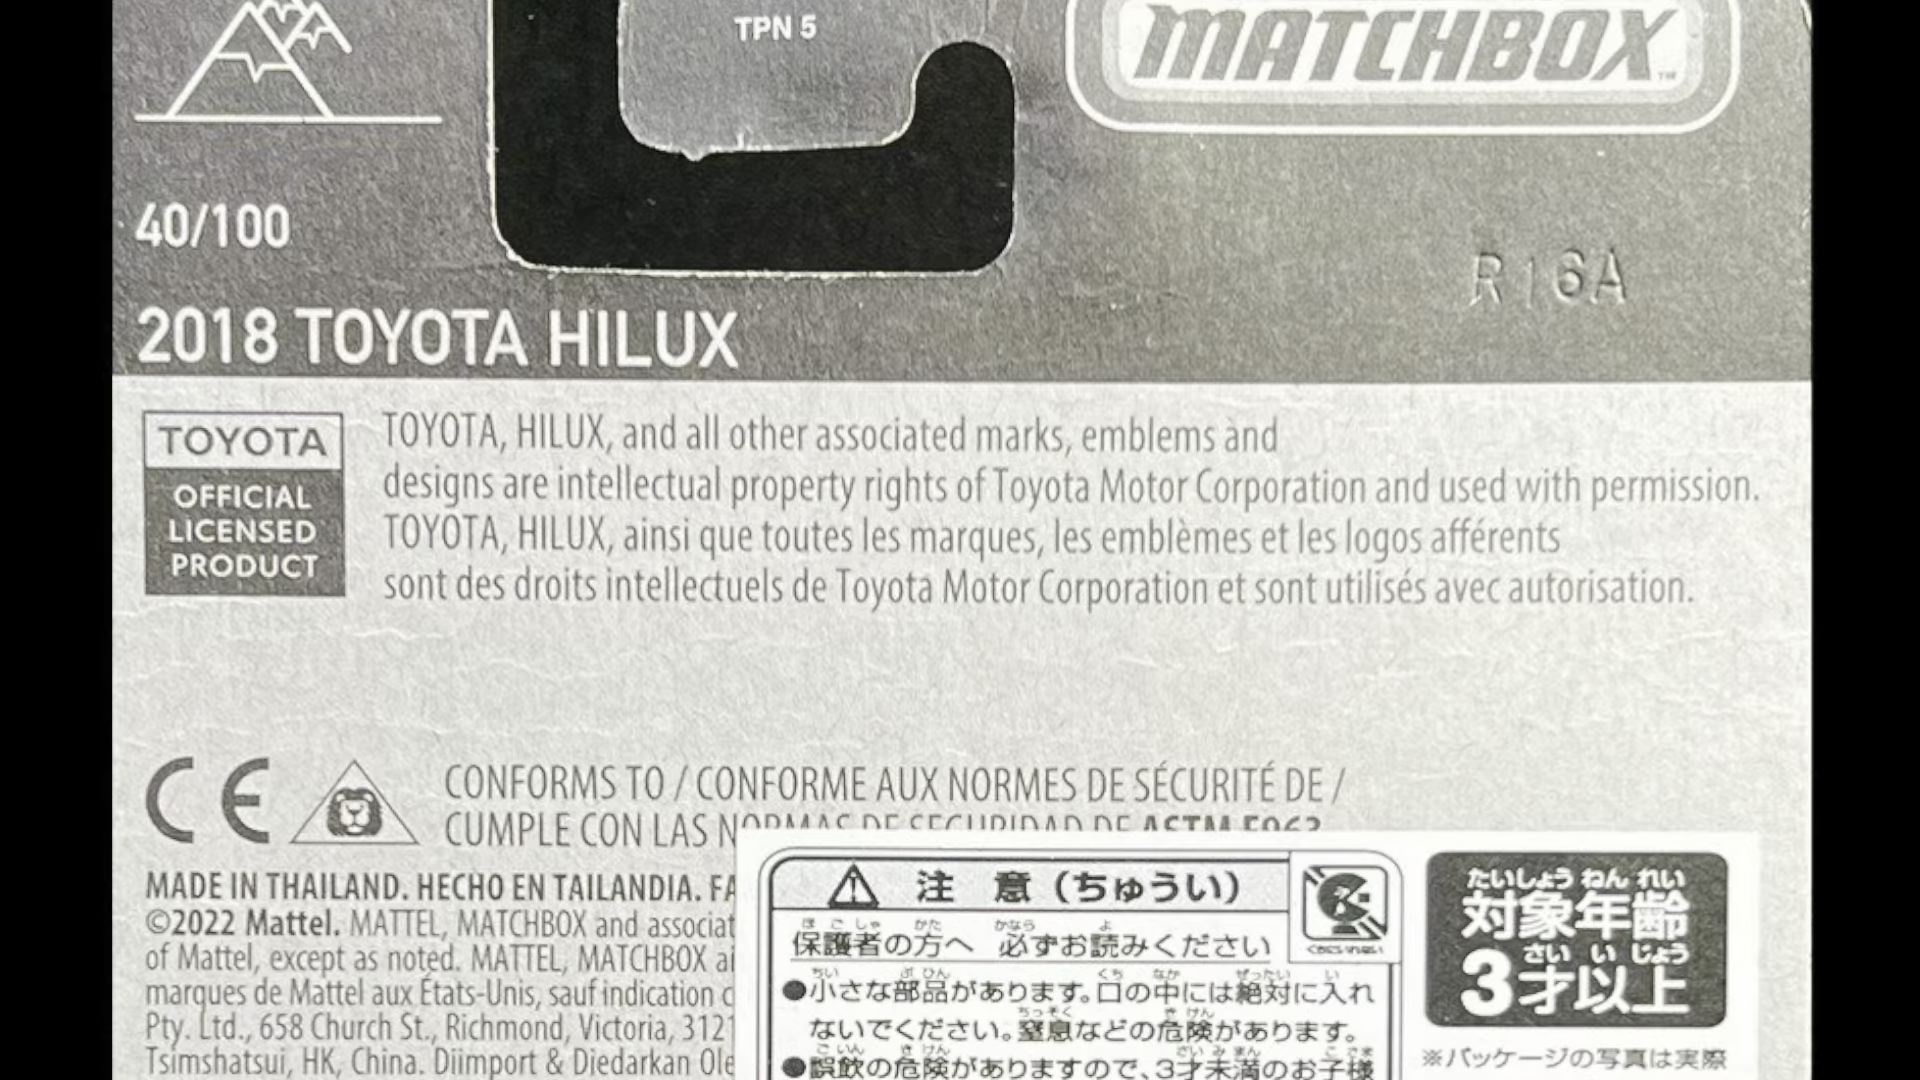 TPN 5
MATCHBOX™
40/100
R16A
2018 TOYOTA HILUX
TOYOTA
OFFICIAL
LICENSED
PRODUCT
TOYOTA, HILUX, and all other associated marks, emblems and
designs are intellectual property rights of Toyota Motor Corporation and used with permission.
TOYOTA, HILUX, ainsi que toutes les marques, les emblèmes et les logos afférents
sont des droits intellectuels de Toyota Motor Corporation et sont utilisés avec autorisation.
CE
CONFORMS TO / CONFORME AUX NORMES DE SÉCURITÉ DE /
CUMPLE CON LAS NORMAS DE SEGURIDAD DE ASTM F963
MADE IN THAILAND. HECHO EN TAILANDIA. FA
©2022 Mattel. MATTEL, MATCHBOX and associat
of Mattel, except as noted. MATTEL, MATCHBOX ai
marques de Mattel aux États-Unis, sauf indication c
Pty. Ltd., 658 Church St., Richmond, Victoria, 3121
Tsimshatsui, HK, China. Diimport & Diedarkan Ole
注 意（ちゅうい）
ほごしゃ かた かなら よ
保護者の方へ 必ずお読みください
ちい ぶひん くち なか ぜったい い
●小さな部品があります。口の中には絶対に入れ
ちっそく きけん
ないでください。窒息などの危険があります。
ごいん きけん さいみまん こさま
●誤飲の危険がありますので、3才未満のお子様
たいしょう ねん れい
対象年齢
さい い じょう
3才以上
※パッケージの写真は実際